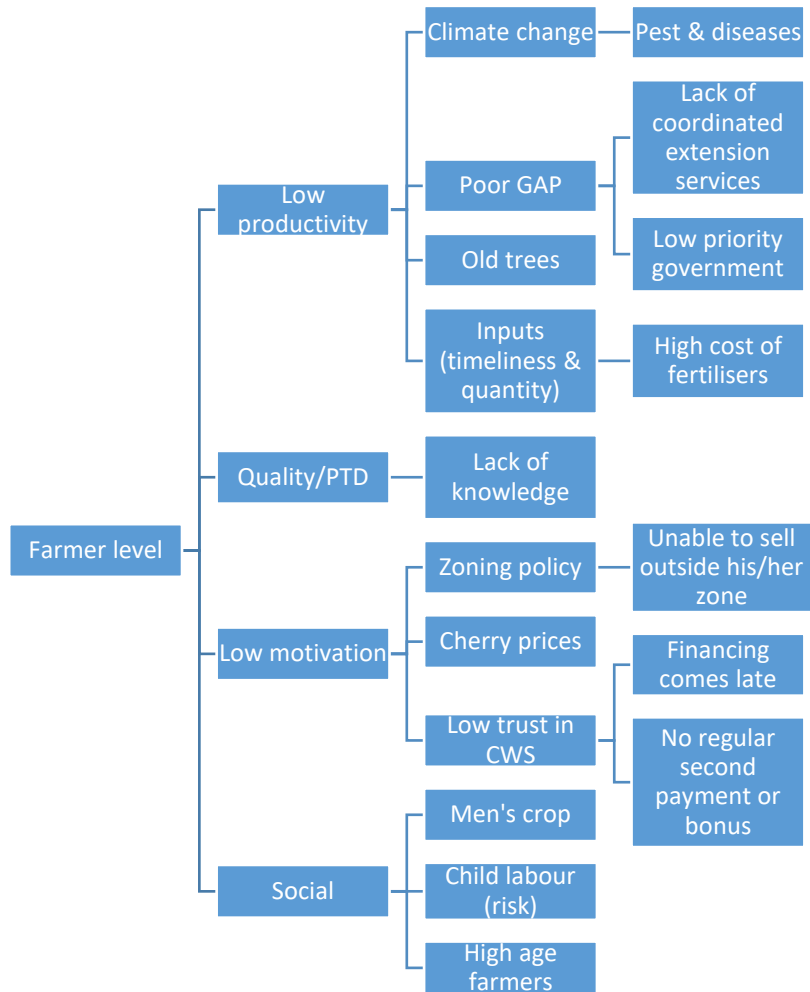 Farmer level
Low
productivity
Climate change
Pest & diseases
Poor GAP
Lack of
coordinated
extension
services
Low priority
government
Old trees
Inputs
(timeliness &
quantity)
High cost of
fertilisers
Quality/PTD
Lack of
knowledge
Low motivation
Zoning policy
Unable to sell
outside his/her
zone
Cherry prices
Low trust in
CWS
Financing
comes late
No regular
second
payment or
bonus
Social
Men's crop
Child labour
(risk)
High age
farmers